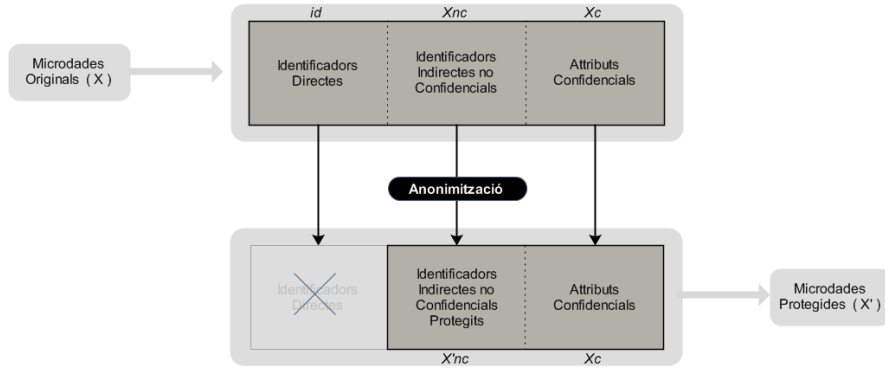 id Xnc Xc
Microdades
Originals ( X )
Identificadors
Directes
Identificadors
Indirectes no
Confidencials
Attributs
Confidencials
Anonimització
Identificadors
Directes
Identificadors
Indirectes no
Confidencials
Protegits
Attributs
Confidencials
Microdades
Protegides ( X' )
X'nc Xc